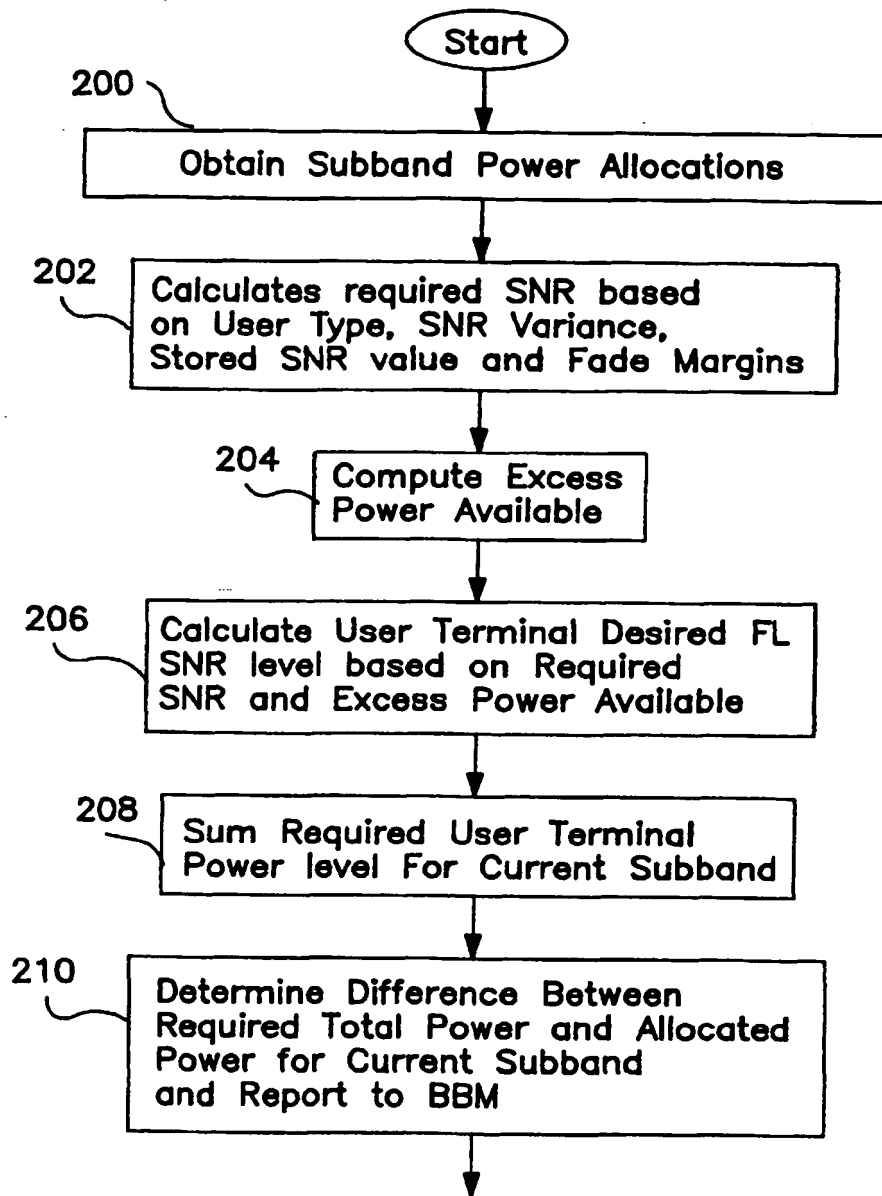 Start
200
Obtain Subband Power Allocations
202
Calculates required SNR based
on User Type, SNR Variance,
Stored SNR value and Fade Margins
204
Compute Excess
Power Available
206
Calculate User Terminal Desired FL
SNR level based on Required
SNR and Excess Power Available
208
Sum Required User Terminal
Power level For Current Subband
210
Determine Difference Between
Required Total Power and Allocated
Power for Current Subband
and Report to BBM